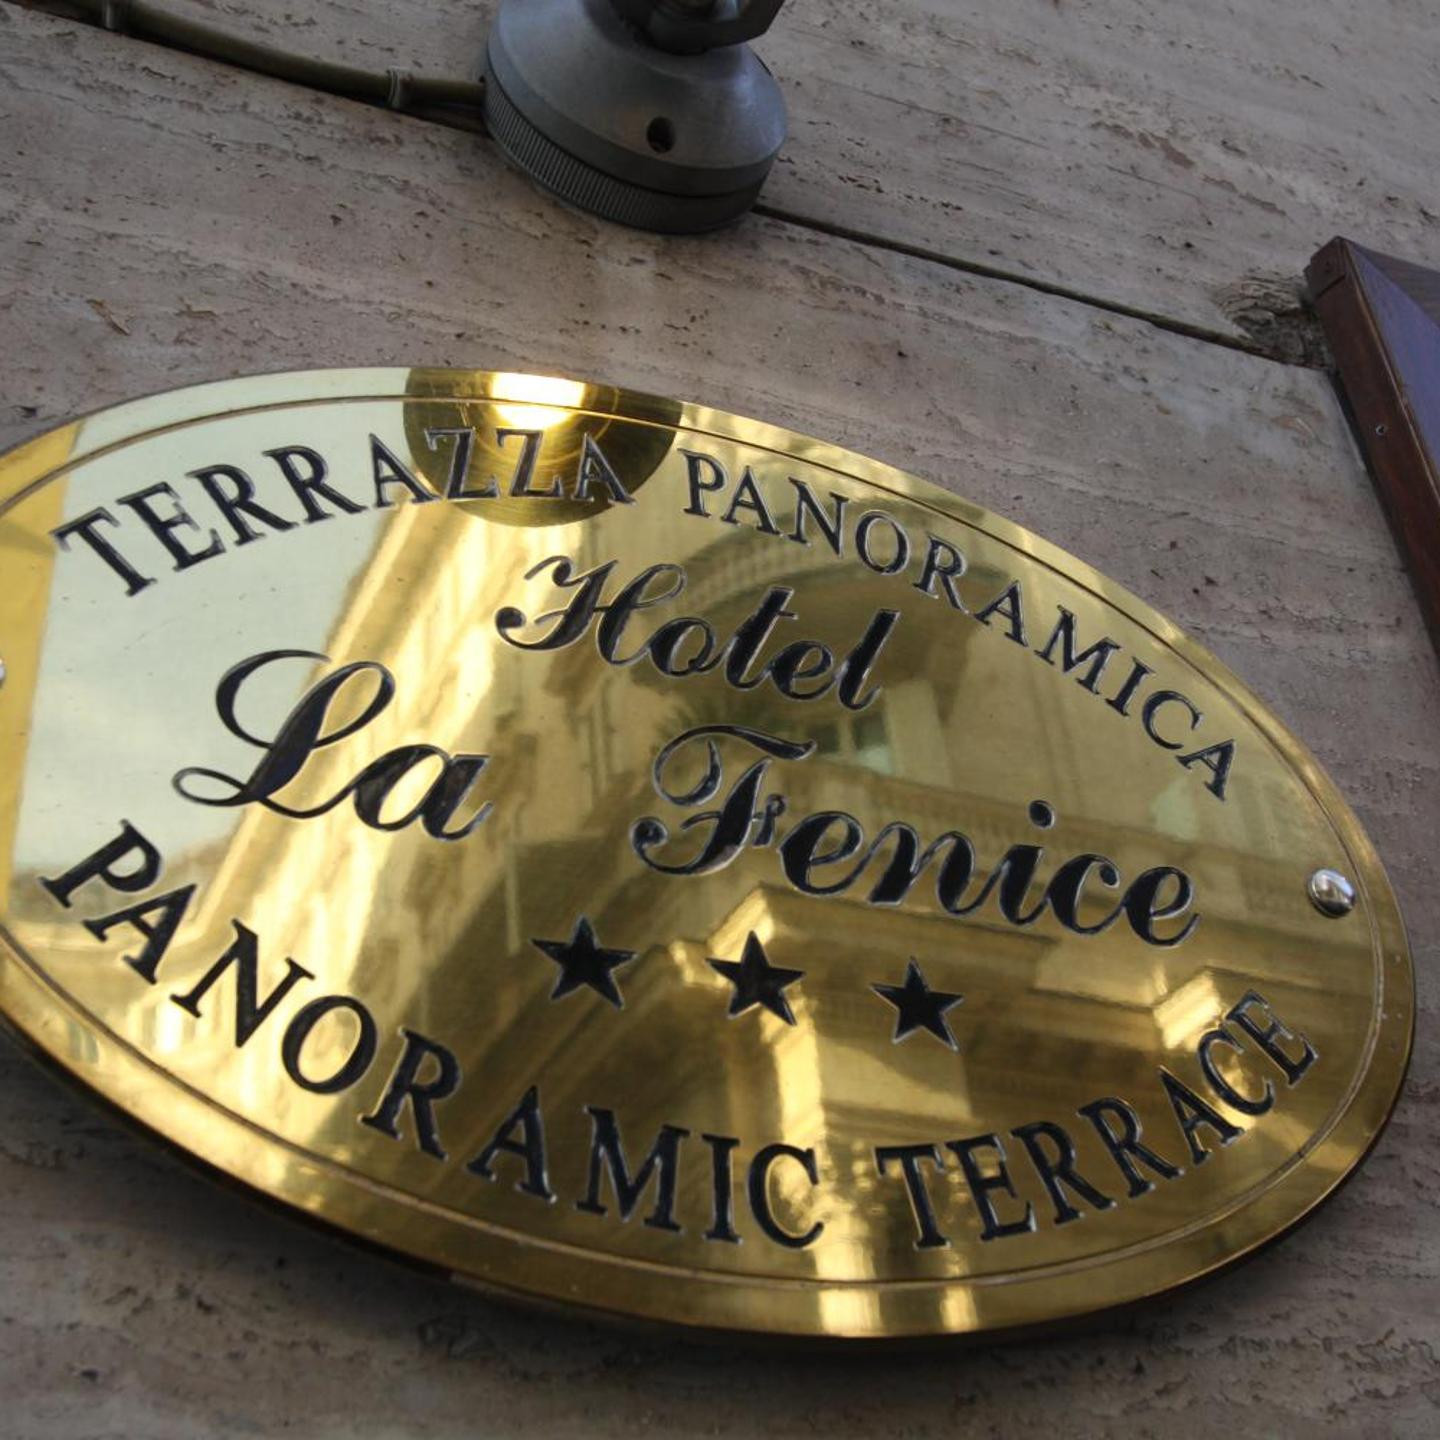 TERRAZZA PANORAMICA
Hotel
La Fenice
PANORAMIC TERRACE